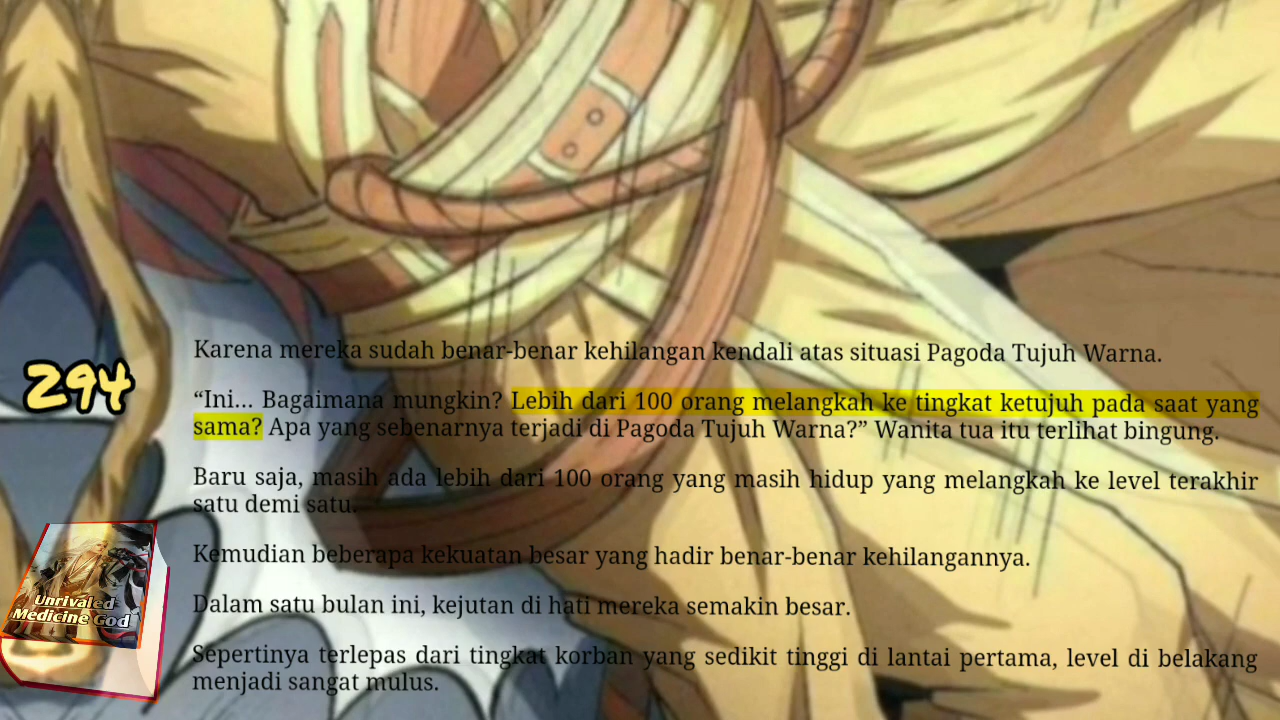 Karena mereka sudah benar-benar kehilangan kendali atas situasi Pagoda Tujuh Warna.
“Ini... Bagaimana mungkin? Lebih dari 100 orang melangkah ke tingkat ketujuh pada saat yang
sama? Apa yang sebenarnya terjadi di Pagoda Tujuh Warna?” Wanita tua itu terlihat bingung.
294
Baru saja, masih ada lebih dari 100 orang yang masih hidup yang melangkah ke level terakhir
satu demi satu.
Kemudian beberapa kekuatan besar yang hadir benar-benar kehilangannya.
Dalam satu bulan ini, kejutan di hati mereka semakin besar.
Sepertinya terlepas dari tingkat korban yang sedikit tinggi di lantai pertama, level di belakang
menjadi sangat mulus.
Unrivaled
Medicine God